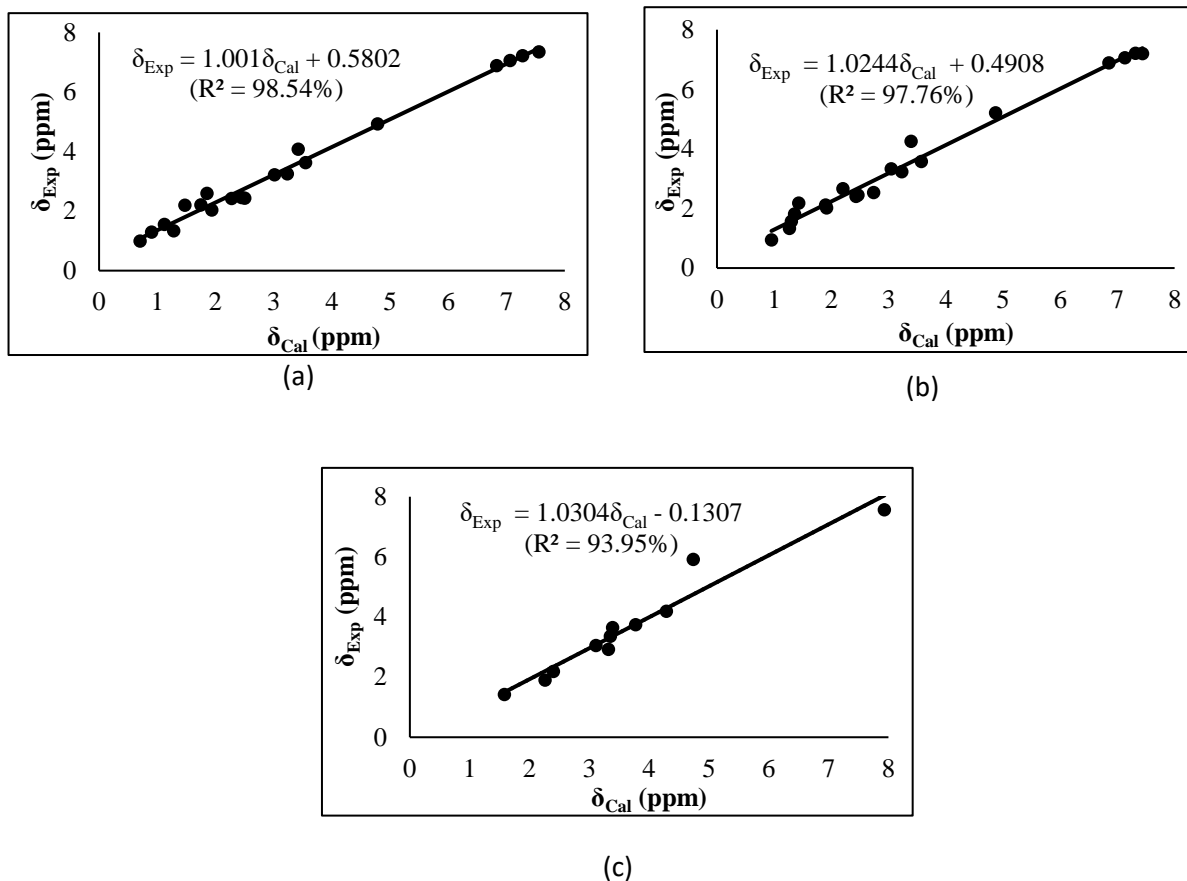 δExp = 1.001δCal + 0.5802
(R² = 98.54%)
8
6
4
2
0
δExp (ppm)
0 1 2 3 4 5 6 7 8
δCal (ppm)
(a)
δExp = 1.0244δCal + 0.4908
(R² = 97.76%)
8
6
4
2
0
δExp (ppm)
0 1 2 3 4 5 6 7 8
δCal (ppm)
(b)
δExp = 1.0304δCal - 0.1307
(R² = 93.95%)
8
6
4
2
0
δExp (ppm)
0 1 2 3 4 5 6 7 8
δCal (ppm)
(c)